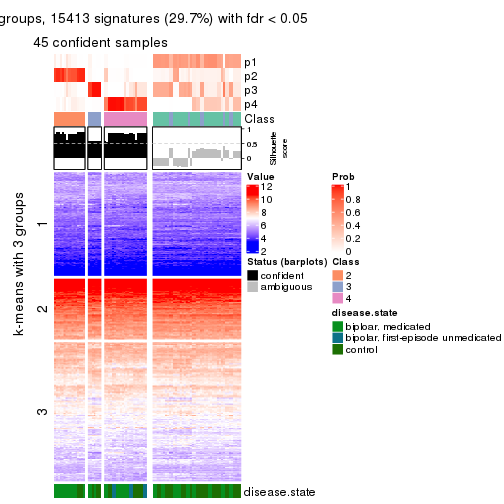 groups, 15413 signatures (29.7%) with fdr < 0.05
45 confident samples
p1
p2
p3
p4
Class
1
0.5
0
Silhouette
score
k-means with 3 groups
1
2
3
disease.state
Value
12
10
8
6
4
2
Prob
1
0.8
0.6
0.4
0.2
0
Status (barplots)
confident
ambiguous
Class
2
3
4
disease.state
bipolar. medicated
bipolar. first-episode unmedicated
control